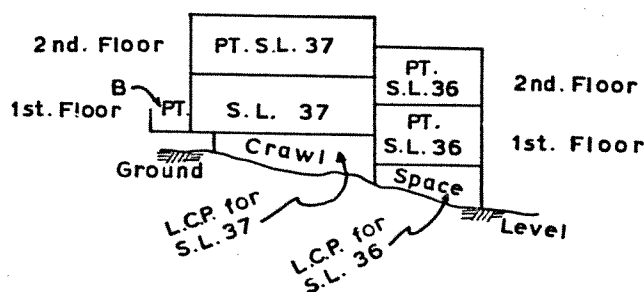 2nd. Floor
PT. S.L. 37
PT.
S.L. 36
2nd. Floor
B
1st. Floor
PT.
S.L. 37
PT.
S.L. 36
1st. Floor
Crawl
Space
Ground
Level
L.C.P. for
S.L. 37
L.C.P. for
S.L. 36